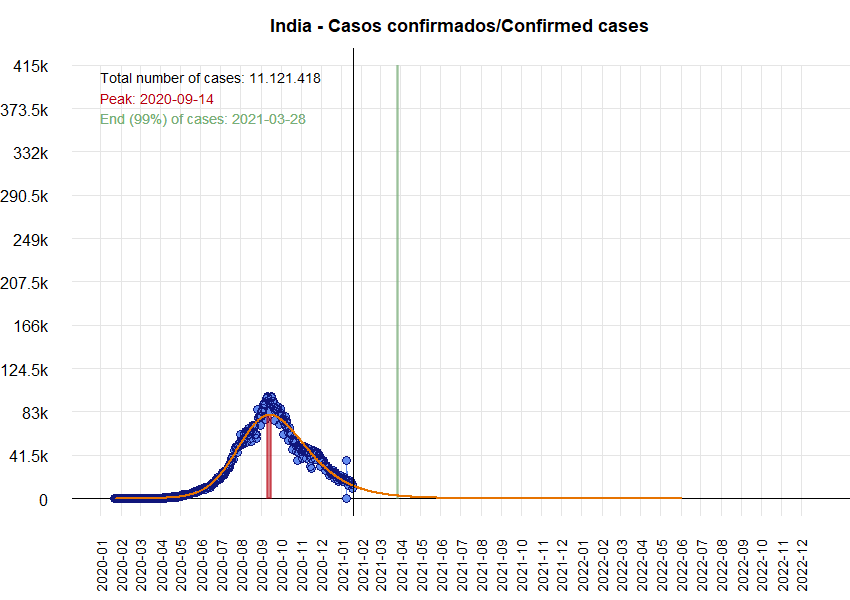 India - Casos confirmados/Confirmed cases
415k
Total number of cases: 11.121.418
Peak: 2020-09-14
373.5k
End (99%) of cases: 2021-03-28
332k
290.5k
249k
207.5k
166k
124.5k
83k
41.5k
0
2020-01
2020-02
2020-03
2020-04
2020-05
2020-06
2020-07
2020-08
2020-09
2020-10
2020-11
2020-12
2021-01
2021-02
2021-03
2021-04
2021-05
2021-06
2021-07
2021-08
2021-09
2021-10
2021-11
2021-12
2022-01
2022-02
2022-03
2022-04
2022-05
2022-06
2022-07
2022-08
2022-09
2022-10
2022-11
2022-12